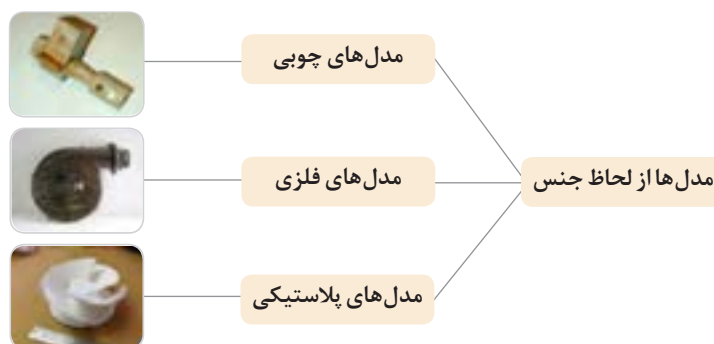 مدل‌ها از لحاظ جنس
مدل‌های چوبی
مدل‌های فلزی
مدل‌های پلاستیکی